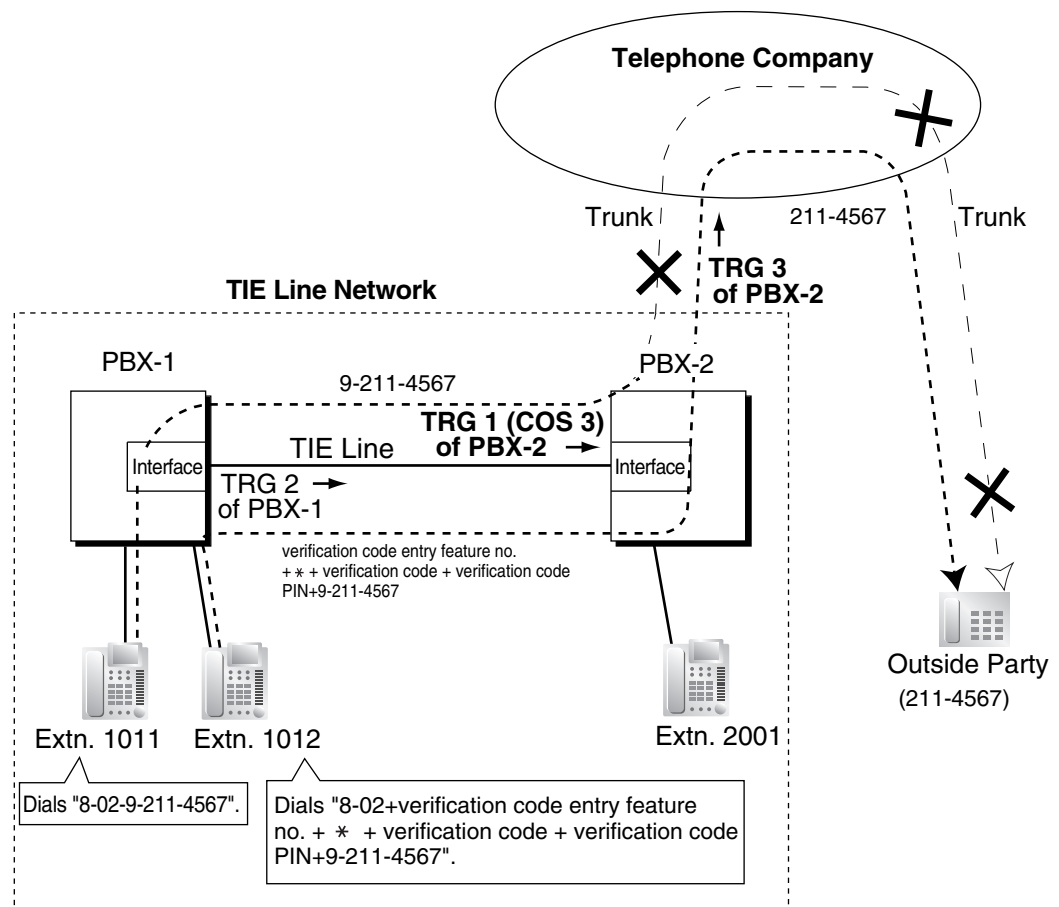 Telephone Company
Trunk
211-4567
Trunk
TRG 3
of PBX-2
TIE Line Network
PBX-1
PBX-2
9-211-4567
TRG 1 (COS 3)
of PBX-2
TIE Line
Interface
Interface
TRG 2
of PBX-1
verification code entry feature no.
+ * + verification code + verification code
PIN+9-211-4567
Outside Party
(211-4567)
Extn. 1011
Extn. 1012
Extn. 2001
Dials "8-02-9-211-4567".
Dials "8-02+verification code entry feature
no. + * + verification code + verification code
PIN+9-211-4567".